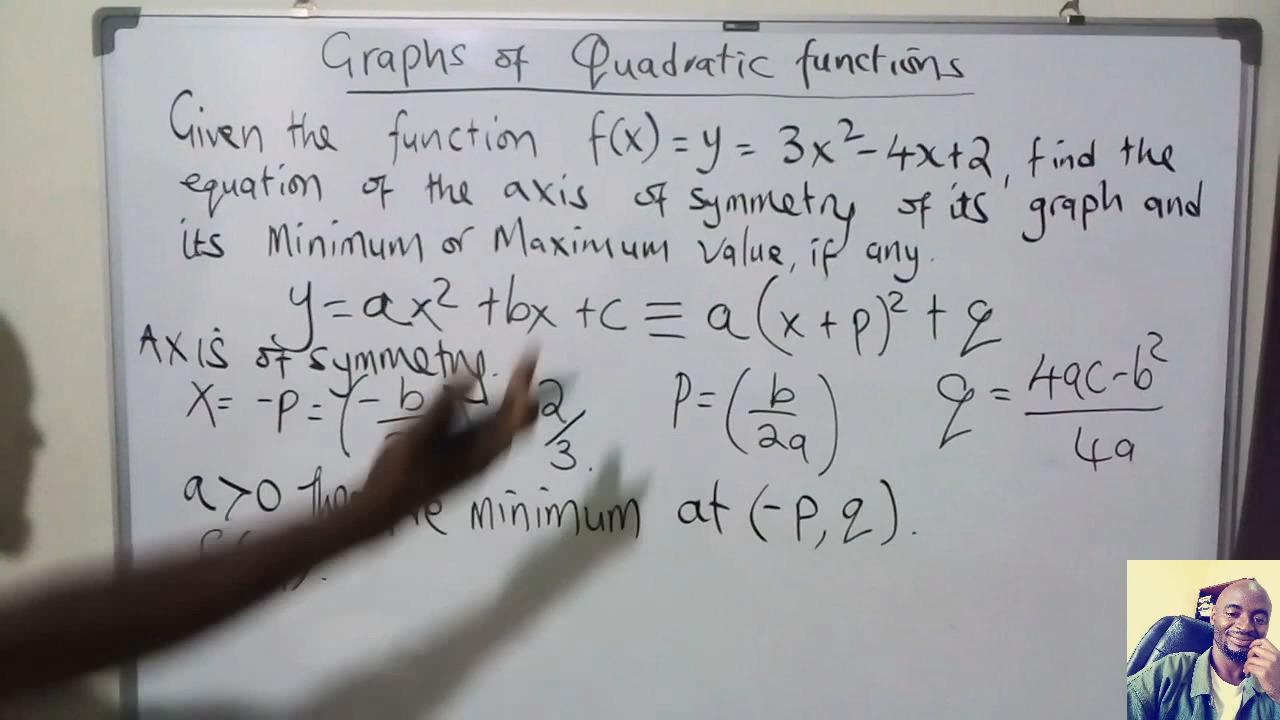 Graphs of Quadratic functions
Given the function f(x) = y = 3x² - 4x + 2, find the
equation of the axis of symmetry of its graph and
its Minimum or Maximum value, if any.
y = ax² + bx + c ≡ a(x + p)² + q
Axis of symmetry.
x = -p = (- b 2/3. p = (b/2a) q = (4ac - b²)/4a
a > 0 minimum at (-p, q).